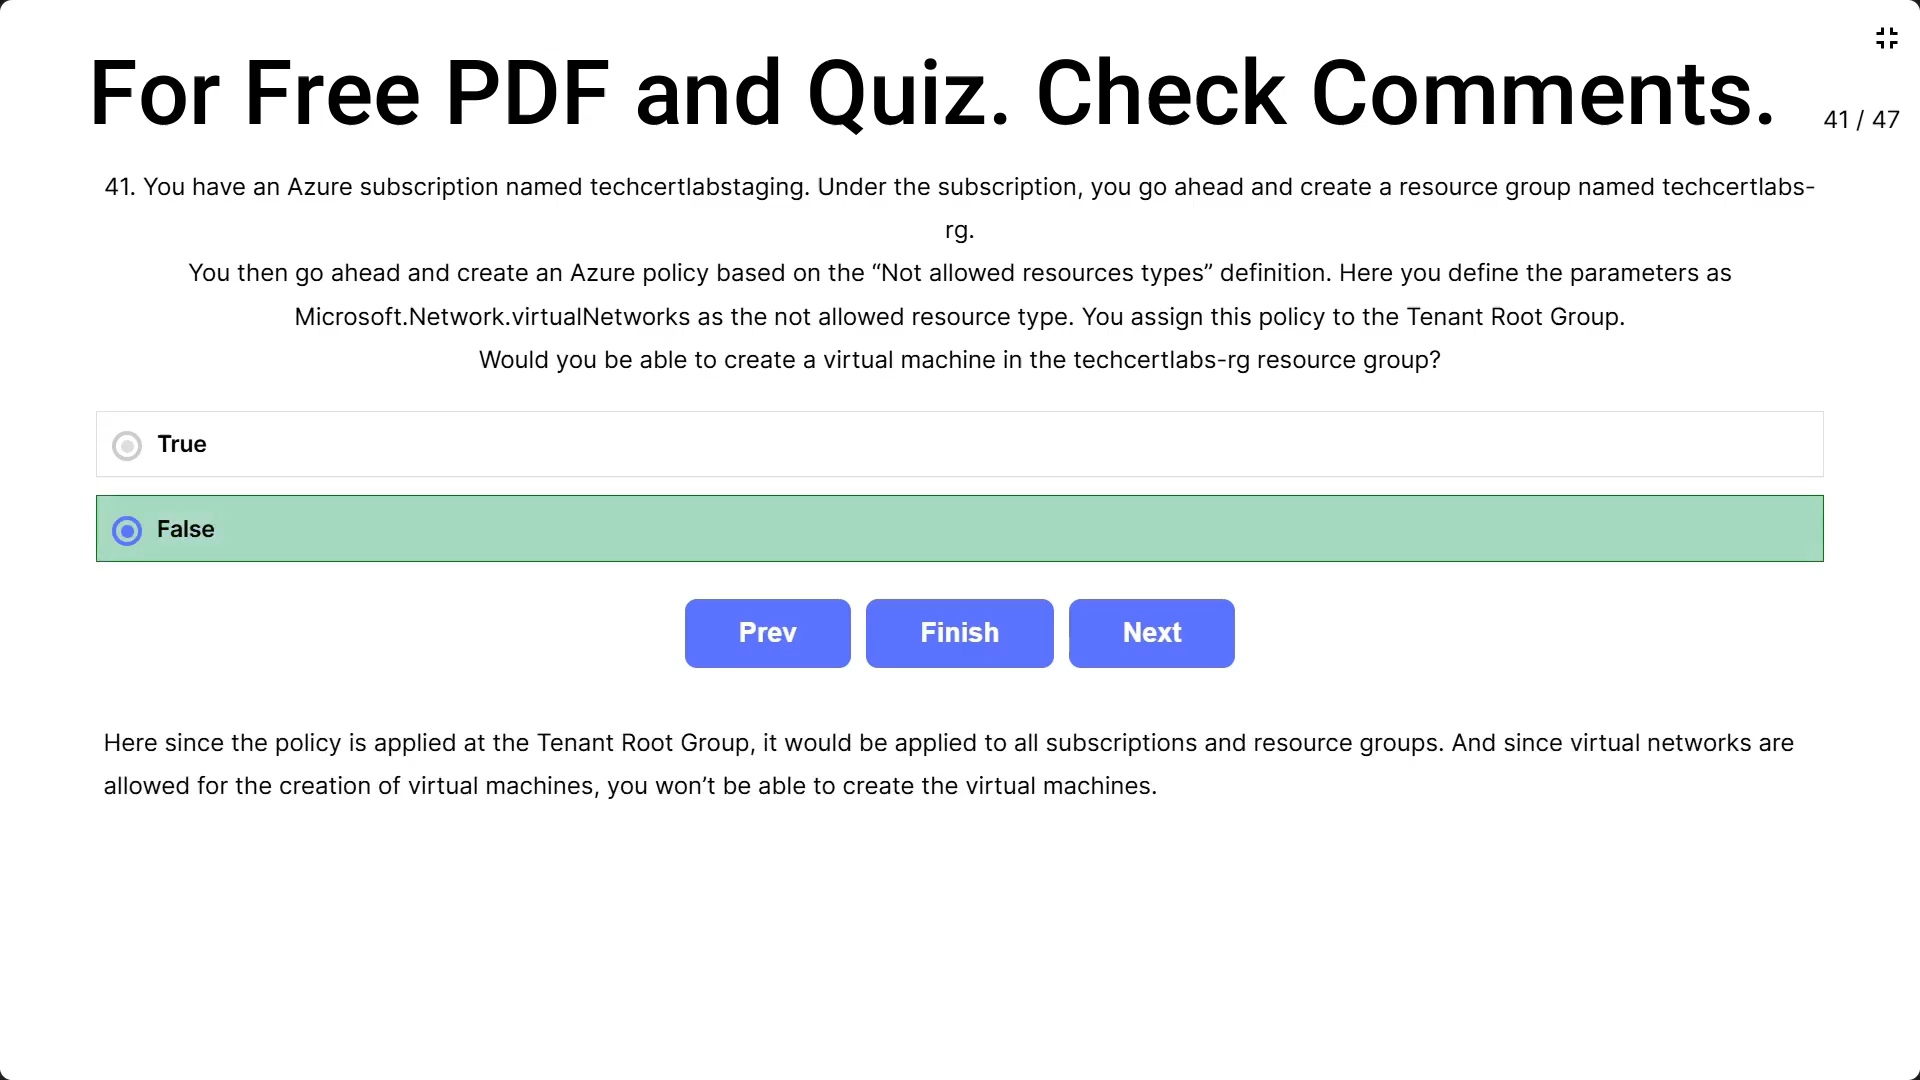 For Free PDF and Quiz. Check Comments.
41 / 47
41. You have an Azure subscription named techcertlabstaging. Under the subscription, you go ahead and create a resource group named techcertlabs-
rg.
You then go ahead and create an Azure policy based on the “Not allowed resources types” definition. Here you define the parameters as
Microsoft.Network.virtualNetworks as the not allowed resource type. You assign this policy to the Tenant Root Group.
Would you be able to create a virtual machine in the techcertlabs-rg resource group?
True
False
Prev Finish Next
Here since the policy is applied at the Tenant Root Group, it would be applied to all subscriptions and resource groups. And since virtual networks are
allowed for the creation of virtual machines, you won’t be able to create the virtual machines.